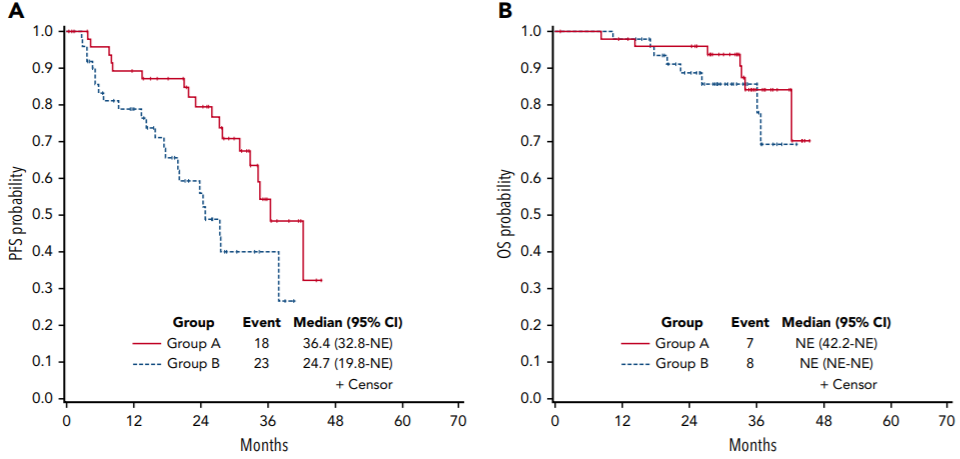 A
PFS probability
1.0
0.9
0.8
0.7
0.6
0.5
0.4
0.3
0.2
0.1
0.0
Group Event Median (95% CI)
Group A 18 36.4 (32.8-NE)
Group B 23 24.7 (19.8-NE)
+ Censor
0 12 24 36 48 60 70
Months
B
OS probability
1.0
0.9
0.8
0.7
0.6
0.5
0.4
0.3
0.2
0.1
0.0
Group Event Median (95% CI)
Group A 7 NE (42.2-NE)
Group B 8 NE (NE-NE)
+ Censor
0 12 24 36 48 60 70
Months